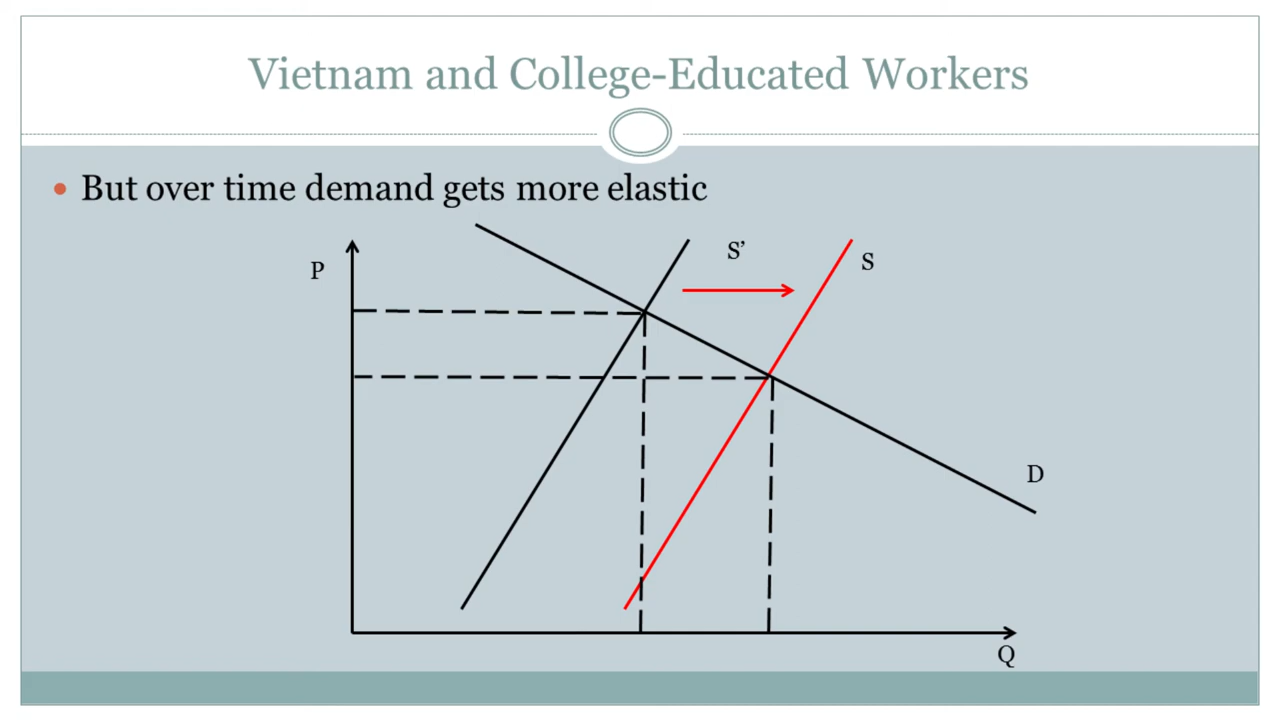 Vietnam and College-Educated Workers
But over time demand gets more elastic
P
S’
S
D
Q